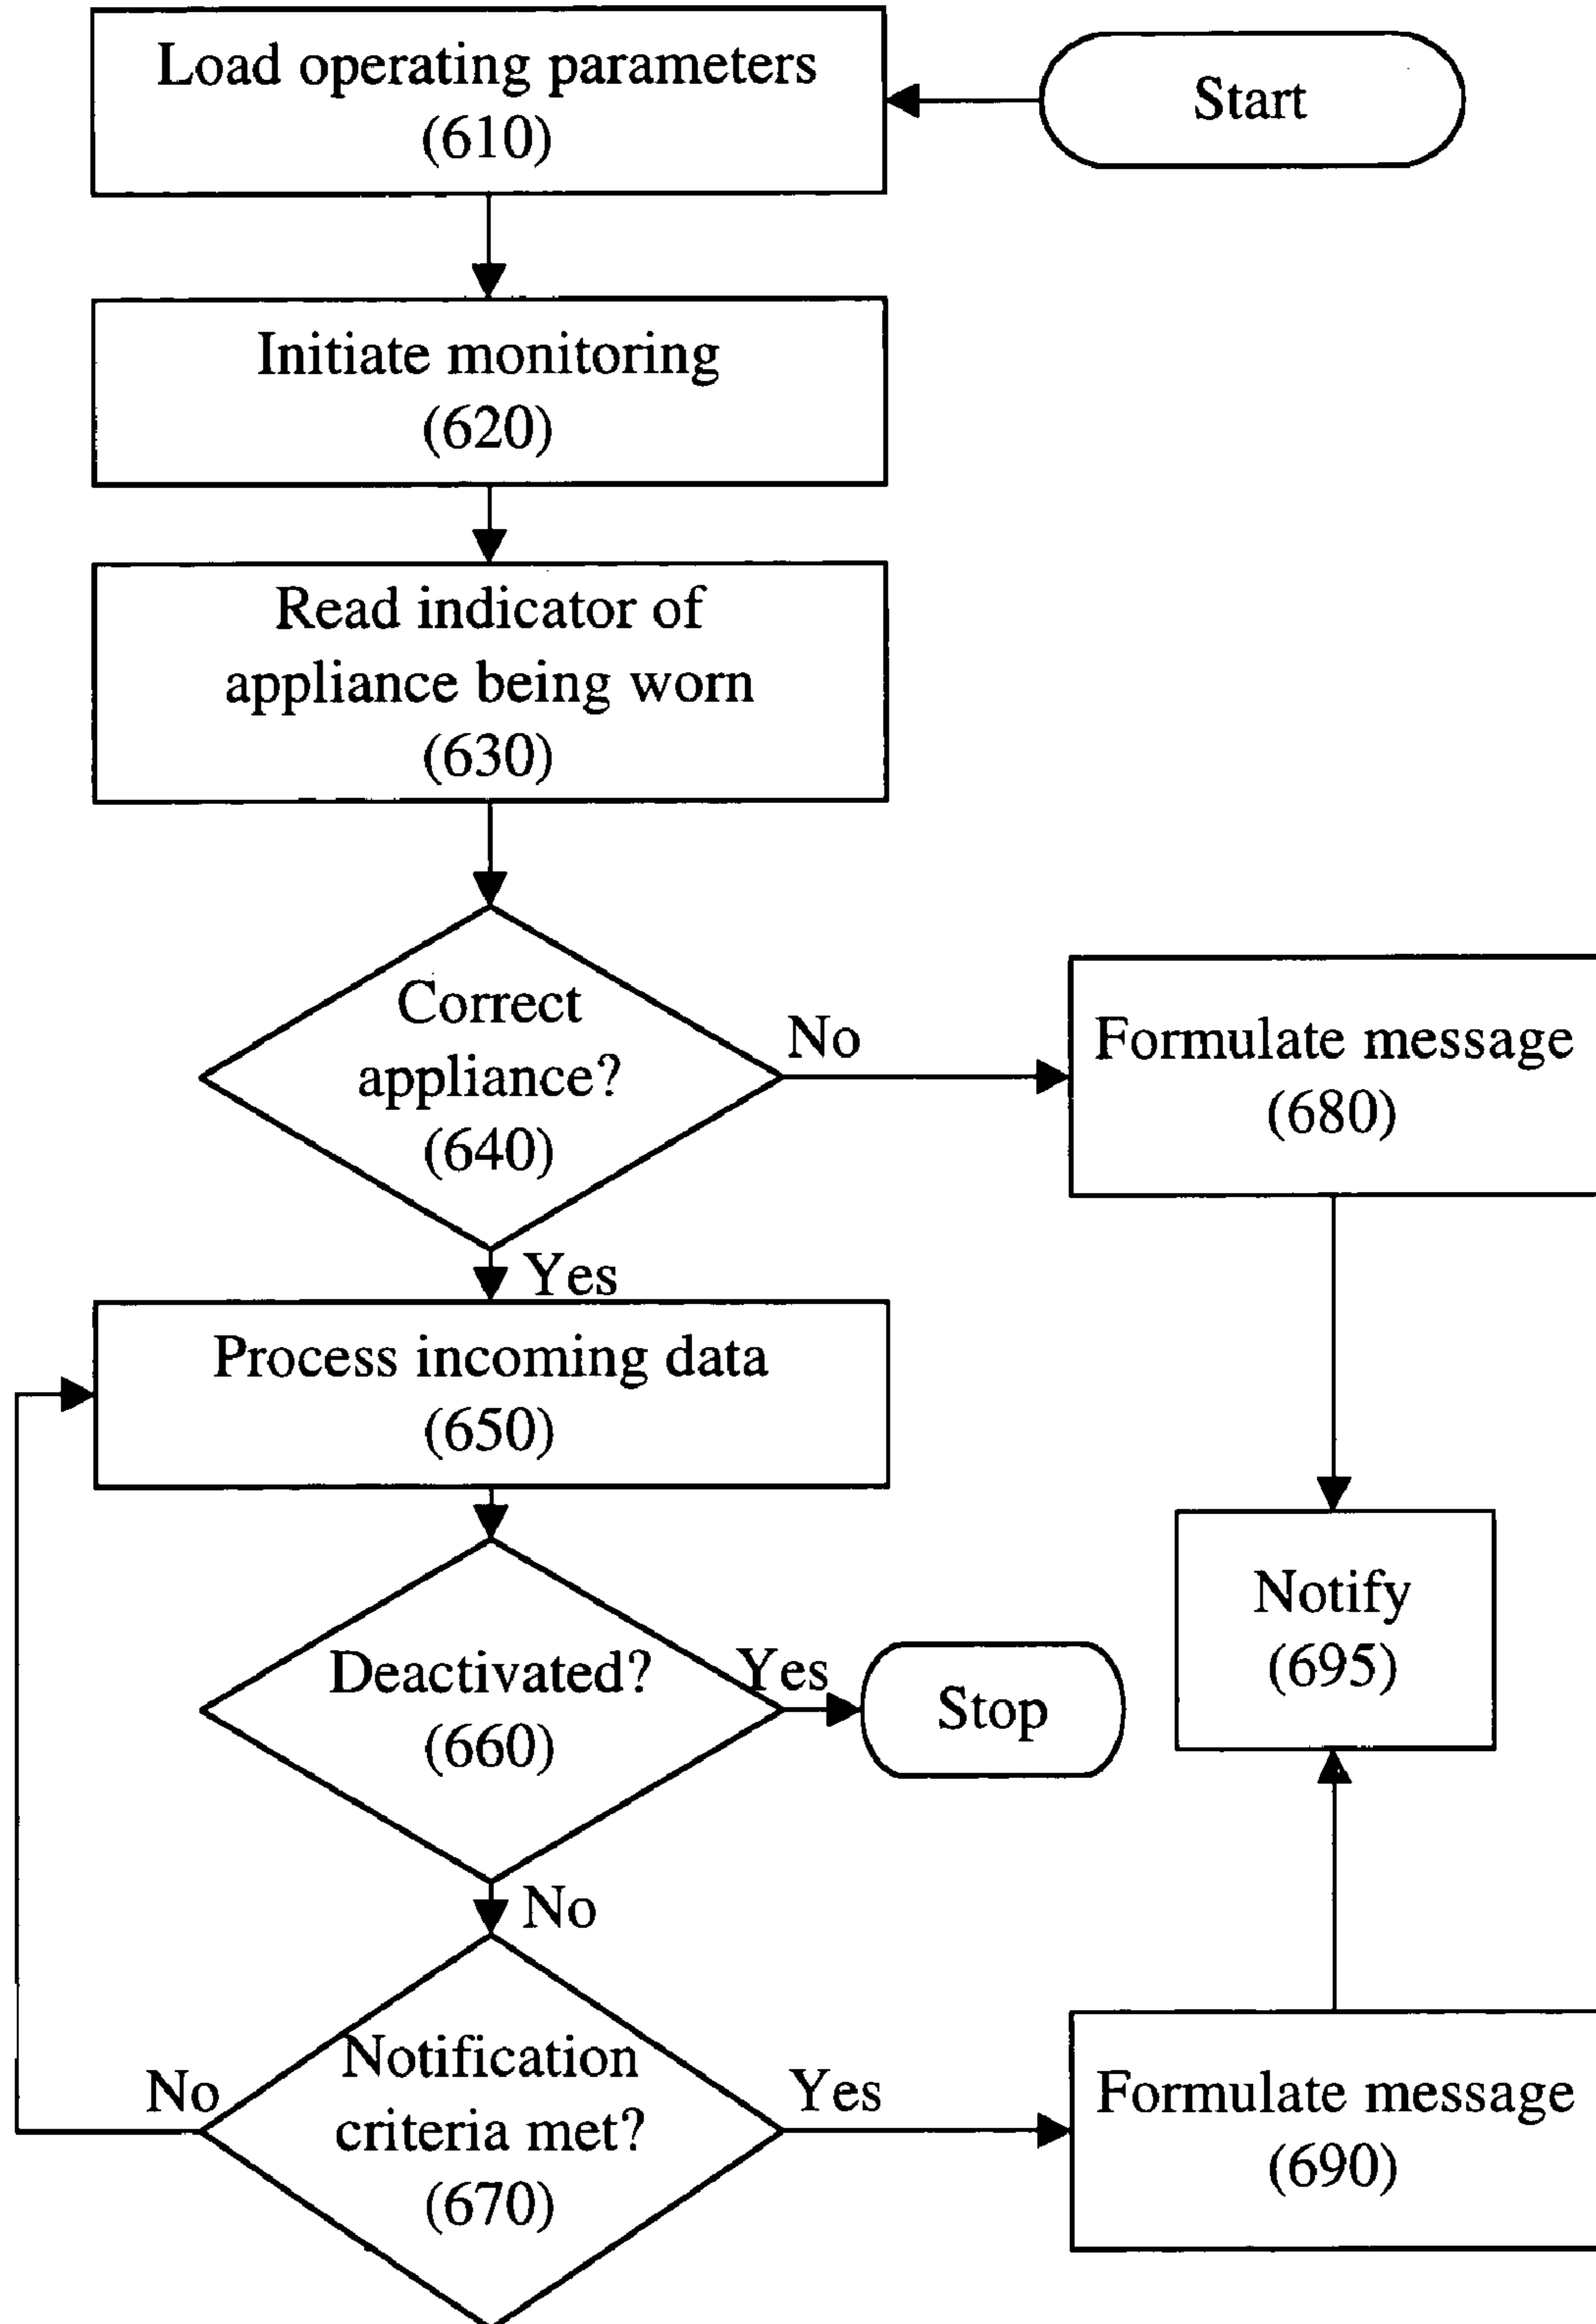 Load operating parameters
(610)
Start
Initiate monitoring
(620)
Read indicator of
appliance being worn
(630)
Correct
appliance?
(640)
No
Formulate message
(680)
Yes
Process incoming data
(650)
Deactivated?
(660)
Yes
Stop
Notify
(695)
No
Notification
criteria met?
(670)
No
Yes
Formulate message
(690)